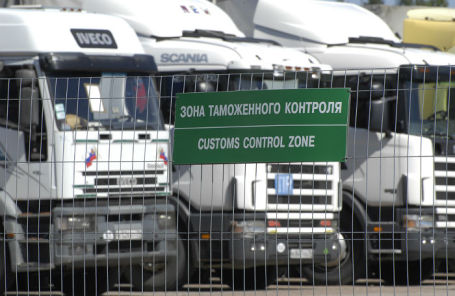 IVECO
SCANIA
ЗОНА ТАМОЖЕННОГО КОНТРОЛЯ
CUSTOMS CONTROL ZONE